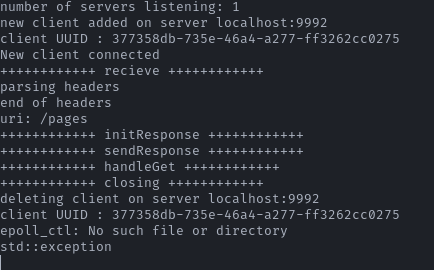 number of servers listening: 1
new client added on server localhost:9992
client UUID : 377358db-735e-46a4-a277-ff3262cc0275
New client connected
++++++++++++ recieve ++++++++++++
parsing headers
end of headers
uri: /pages
++++++++++++ initResponse ++++++++++++
++++++++++++ sendResponse ++++++++++++
++++++++++++ handleGet ++++++++++++
++++++++++++ closing ++++++++++++
deleting client on server localhost:9992
client UUID : 377358db-735e-46a4-a277-ff3262cc0275
epoll_ctl: No such file or directory
std::exception